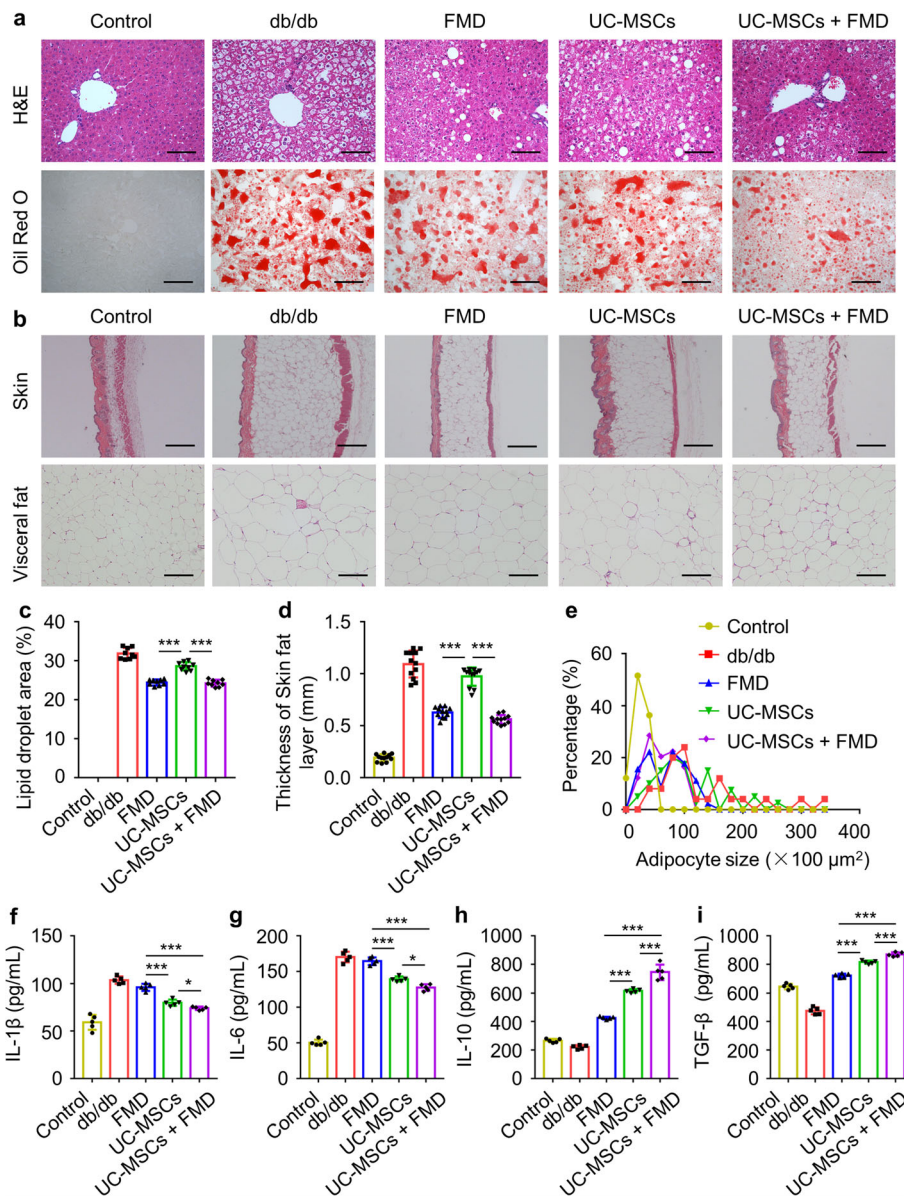 a
Control db/db FMD UC-MSCs UC-MSCs + FMD
H&E
Oil Red O
b
Control db/db FMD UC-MSCs UC-MSCs + FMD
Skin
Visceral fat
c
Lipid droplet area (%)
40
30
20
10
0
*** ***
Control
db/db
FMD
UC-MSCs
UC-MSCs + FMD
d
Thickness of Skin fat
layer (mm)
1.5
1.0
0.5
0.0
*** ***
Control
db/db
FMD
UC-MSCs
UC-MSCs + FMD
e
Control
db/db
FMD
UC-MSCs
UC-MSCs + FMD
Percentage (%)
60
40
20
0
0 100 200 300 400
Adipocyte size (×100 μm²)
f
IL-1β (pg/mL)
150
100
50
0
***
***
*
Control
db/db
FMD
UC-MSCs
UC-MSCs + FMD
g
IL-6 (pg/mL)
200
150
100
50
0
***
***
*
Control
db/db
FMD
UC-MSCs
UC-MSCs + FMD
h
IL-10 (pg/mL)
1000
800
600
400
200
0
***
***
***
Control
db/db
FMD
UC-MSCs
UC-MSCs + FMD
i
TGF-β (pg/mL)
1000
800
600
400
200
0
***
***
***
Control
db/db
FMD
UC-MSCs
UC-MSCs + FMD